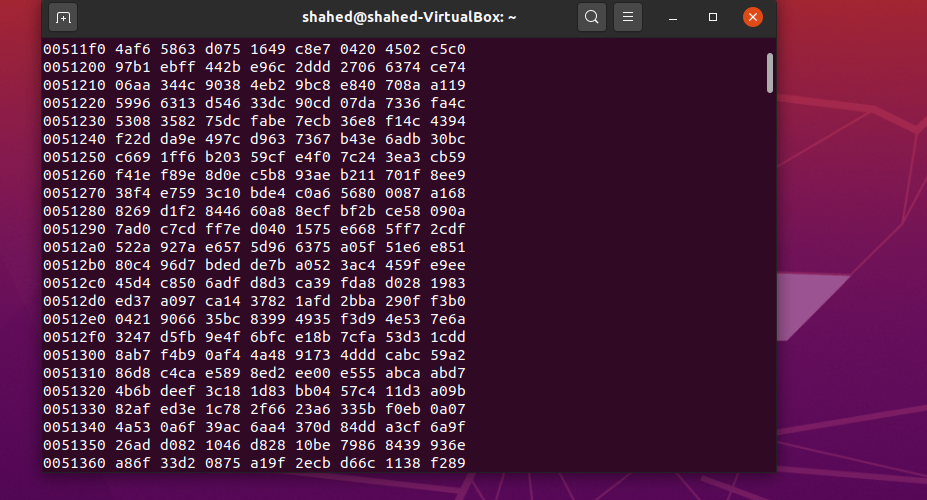 shahed@shahed-VirtualBox: ~
00511f0 4af6 5863 d075 1649 c8e7 0420 4502 c5c0
0051200 97b1 ebff 442b e96c 2ddd 2706 6374 ce74
0051210 06aa 344c 9038 4eb2 9bc8 e840 708a a119
0051220 5996 6313 d546 33dc 90cd 07da 7336 fa4c
0051230 5308 3582 75dc fabe 7ecb 36e8 f14c 4394
0051240 f22d da9e 497c d963 7367 b43e 6adb 30bc
0051250 c669 1ff6 b203 59cf e4f0 7c24 3ea3 cb59
0051260 f41e f89e 8d0e c5b8 93ae b211 701f 8ee9
0051270 38f4 e759 3c10 bde4 c0a6 5680 0087 a168
0051280 8269 d1f2 8446 60a8 8ecf bf2b ce58 090a
0051290 7ad0 c7cd ff7e d040 1575 e668 5ff7 2cdf
00512a0 522a 927a e657 5d96 6375 a05f 51e6 e851
00512b0 80c4 96d7 bded de7b a052 3ac4 459f e9ee
00512c0 45d4 c850 6adf d8d3 ca39 fda8 d028 1983
00512d0 ed37 a097 ca14 3782 1afd 2bba 290f f3b0
00512e0 0421 9066 35bc 8399 4935 f3d9 4e53 7e6a
00512f0 3247 d5fb 9e4f 6bfc e18b 7cfa 53d3 1cdd
0051300 8ab7 f4b9 0af4 4a48 9173 4ddd cabc 59a2
0051310 86d8 c4ca e589 8ed2 ee00 e555 abca abd7
0051320 4b6b deef 3c18 1d83 bb04 57c4 11d3 a09b
0051330 82af ed3e 1c78 2f66 23a6 335b f0eb 0a07
0051340 4a53 0a6f 39ac 6aa4 370d 84dd a3cf 6a9f
0051350 26ad d082 1046 d828 10be 7986 8439 936e
0051360 a86f 33d2 0875 a19f 2ecb d66c 1138 f289